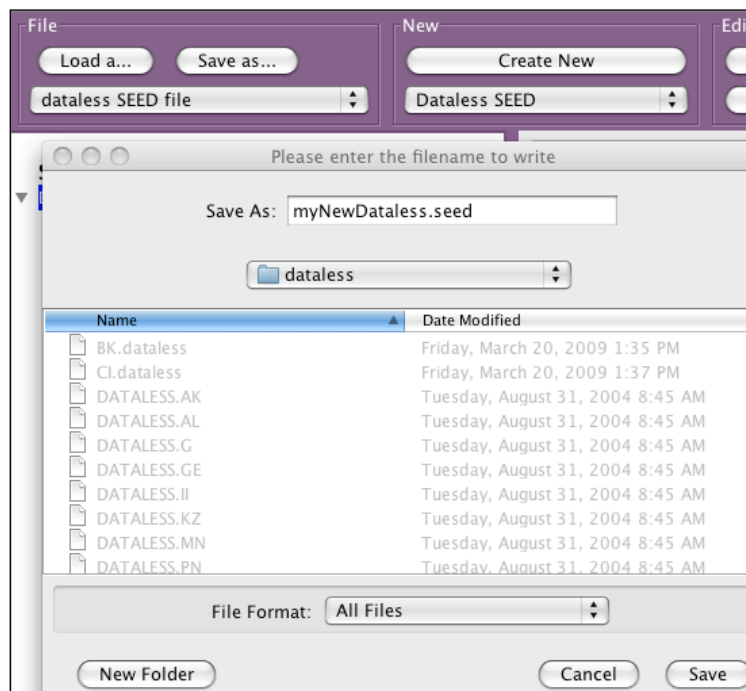 File New Edi
Load a... Save as... Create New
dataless SEED file Dataless SEED
Please enter the filename to write
Save As: myNewDataless.seed
dataless
Name Date Modified
BK.dataless Friday, March 20, 2009 1:35 PM
CI.dataless Friday, March 20, 2009 1:37 PM
DATALESS.AK Tuesday, August 31, 2004 8:45 AM
DATALESS.AL Tuesday, August 31, 2004 8:45 AM
DATALESS.G Tuesday, August 31, 2004 8:45 AM
DATALESS.GE Tuesday, August 31, 2004 8:45 AM
DATALESS.II Tuesday, August 31, 2004 8:45 AM
DATALESS.KZ Tuesday, August 31, 2004 8:45 AM
DATALESS.MN Tuesday, August 31, 2004 8:45 AM
DATALESS.PN Tuesday, August 31, 2004 8:45 AM
File Format: All Files
New Folder Cancel Save